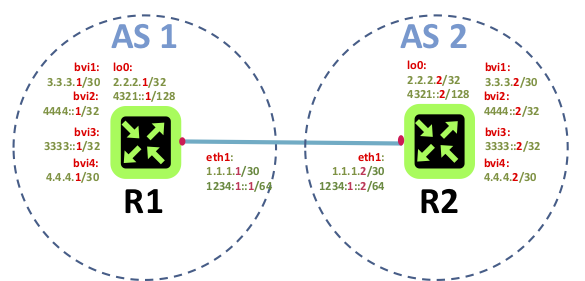 AS 1
bvi1:
3.3.3.1/30
bvi2:
4444::1/32
bvi3:
3333::1/32
bvi4:
4.4.4.1/30
lo0:
2.2.2.1/32
4321::1/128
eth1:
1.1.1.1/30
1234:1::1/64
R1
AS 2
lo0:
2.2.2.2/32
4321::2/128
bvi1:
3.3.3.2/30
bvi2:
4444::2/32
bvi3:
3333::2/32
bvi4:
4.4.4.2/30
eth1:
1.1.1.2/30
1234:1::2/64
R2